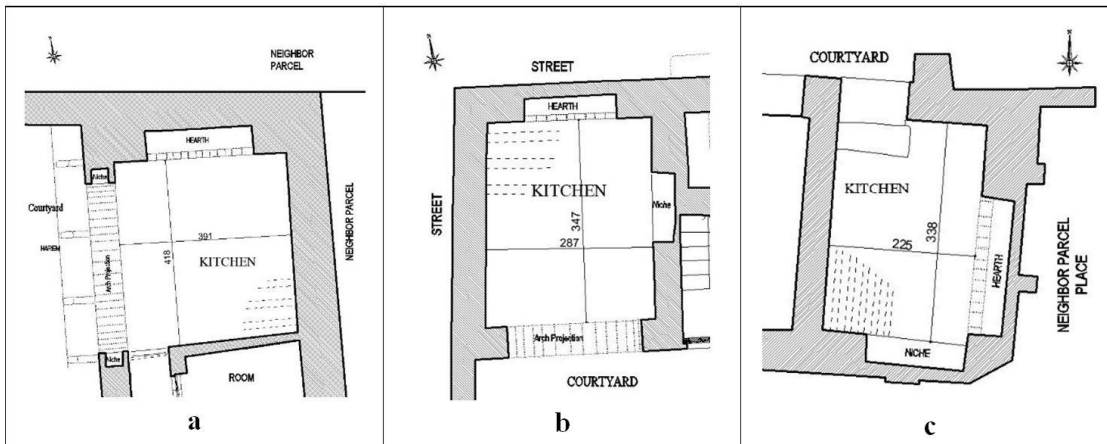 NEIGHBOR
PARCEL
HEARTH
Niche
Courtyard
HAREM
Arch Projection
391
418
KITCHEN
NEIGHBOR PARCEL
Niche
ROOM
a
STREET
HEARTH
KITCHEN
STREET
Niche
347
287
Arch Projection
COURTYARD
b
COURTYARD
KITCHEN
225
338
HEARTH
NEIGHBOR PARCEL
PLACE
NiCHE
c